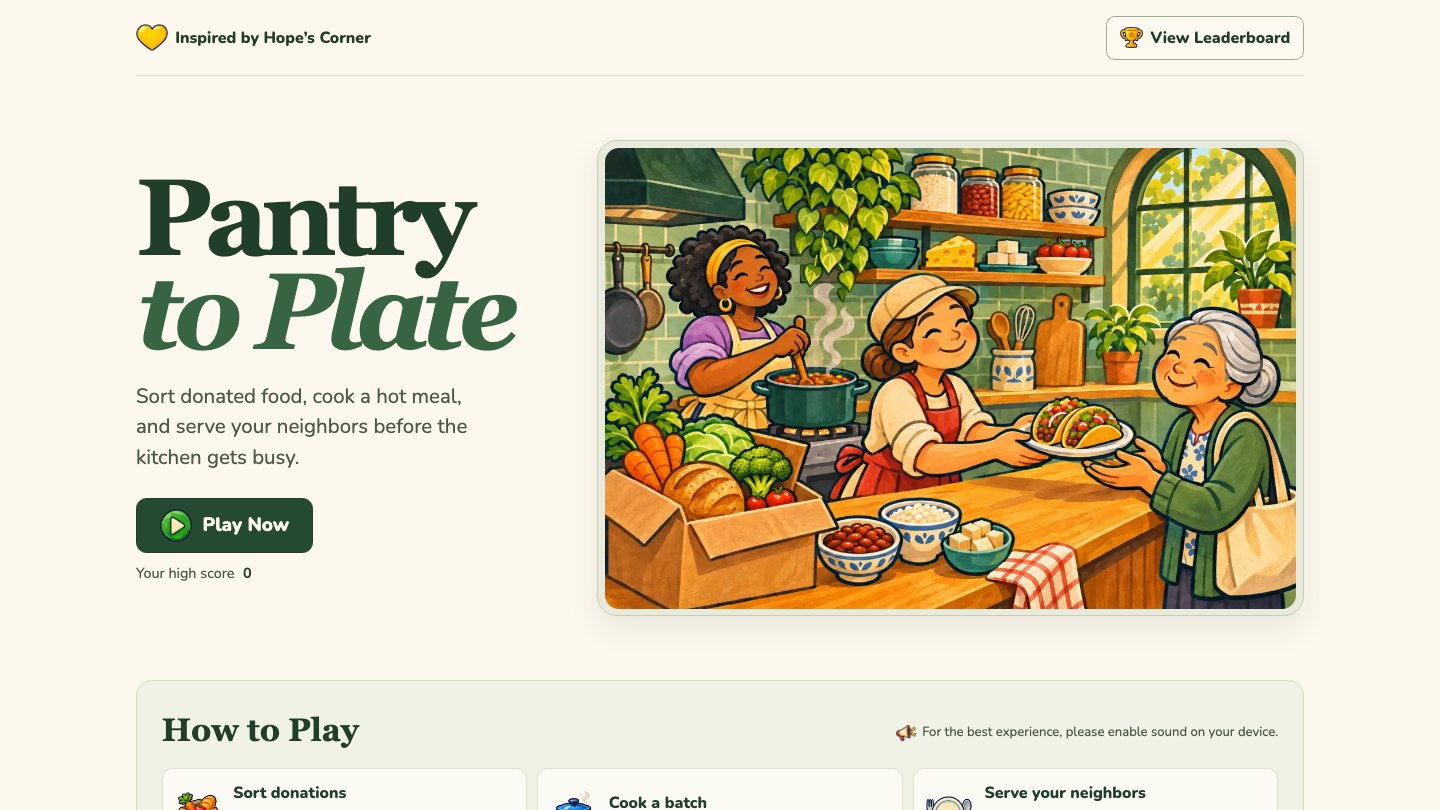 Inspired by Hope's Corner
View Leaderboard
Pantry
to Plate
Sort donated food, cook a hot meal,
and serve your neighbors before the
kitchen gets busy.
Play Now
Your high score 0
How to Play
For the best experience, please enable sound on your device.
Sort donations
Cook a batch
Serve your neighbors